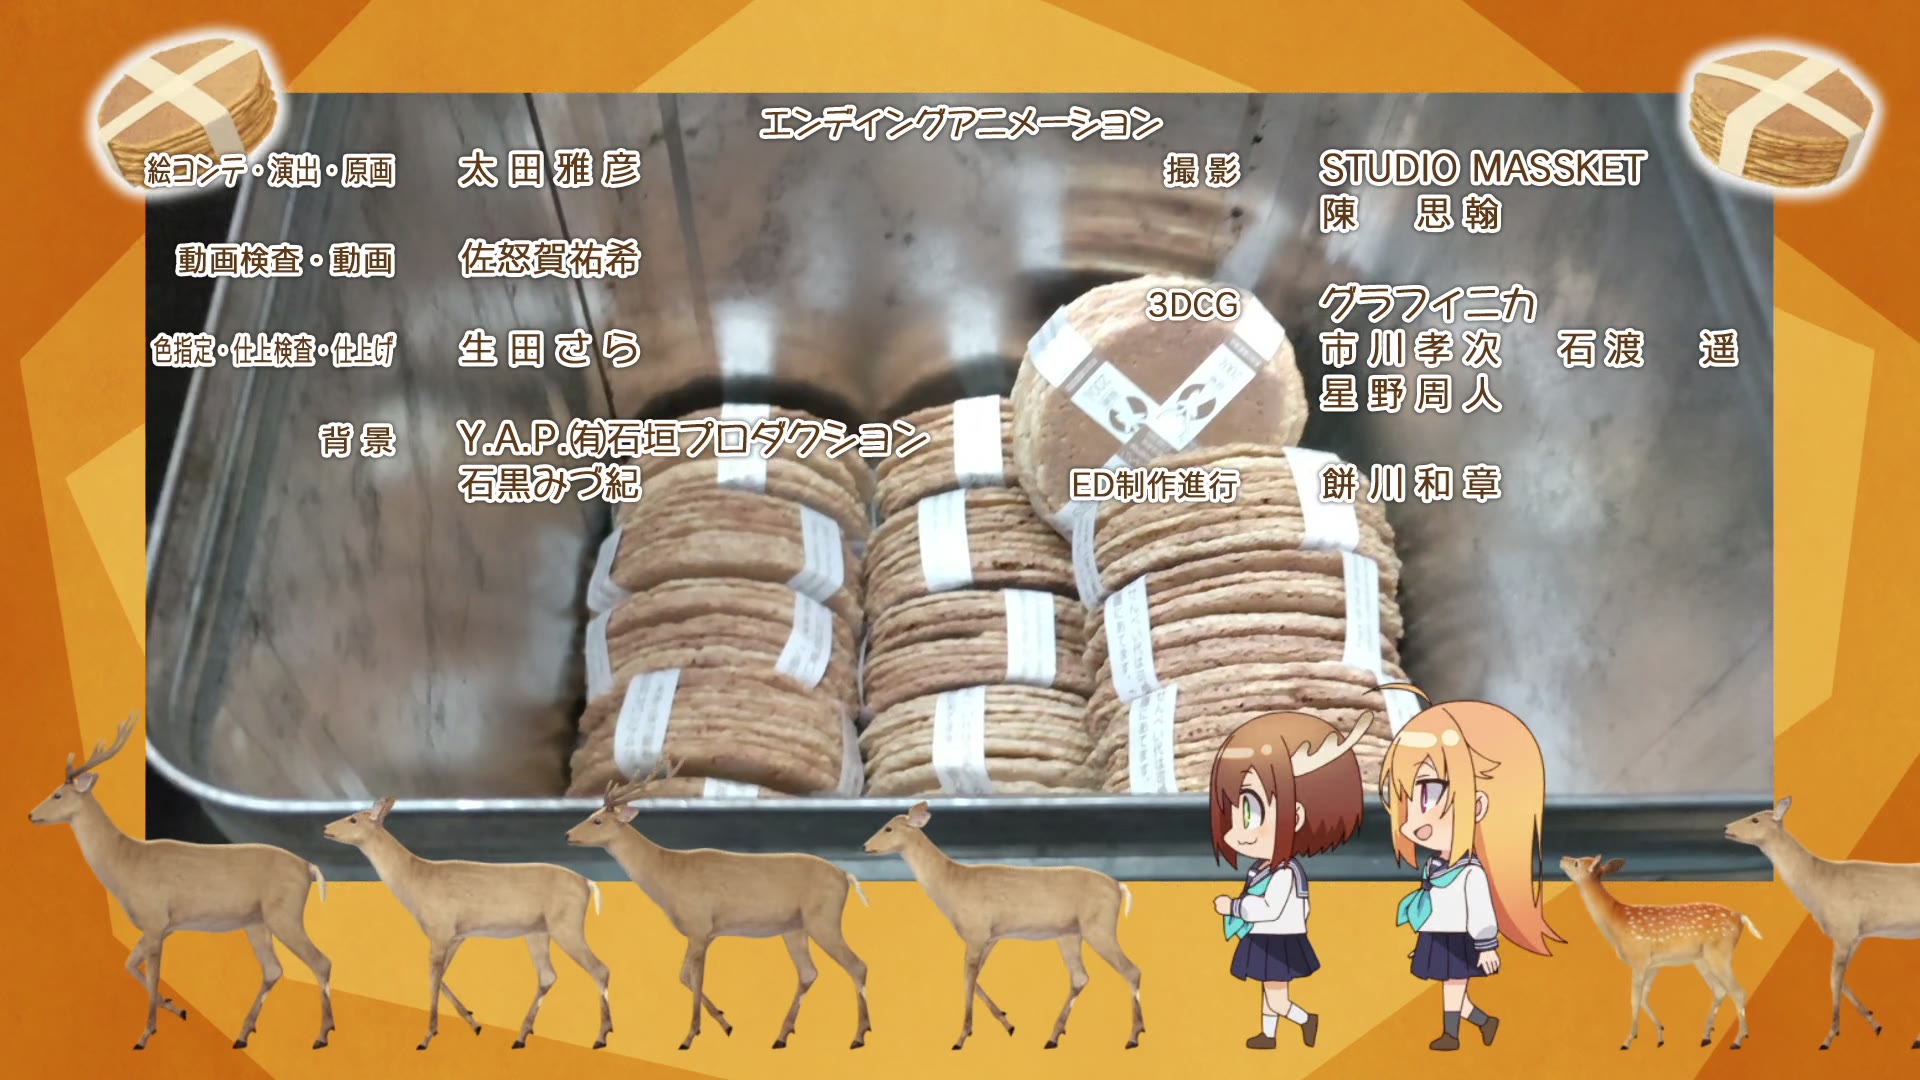 エンディングアニメーション
絵コンテ・演出・原画 太田雅彦
動画検査・動画 佐怒賀祐希
色指定・仕上検査・仕上げ 生田さら
背景 Y.A.P.㈲石垣プロダクション
石黒みづ紀
撮影 STUDIO MASSKET
陳 思翰
3DCG グラフィニカ
市川孝次 石渡 遥
星野周人
ED制作進行 餅川和章